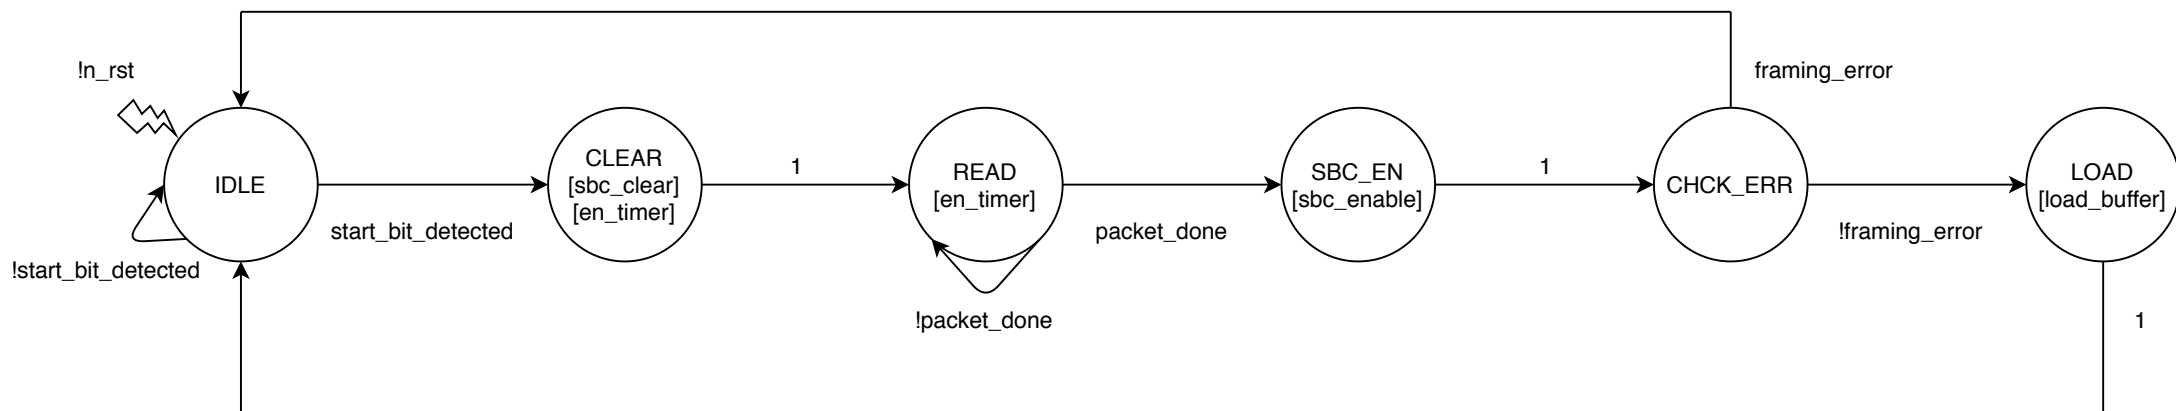 !n_rst
framing_error
IDLE
CLEAR
[sbc_clear]
[en_timer]
1
READ
[en_timer]
SBC_EN
[sbc_enable]
1
CHCK_ERR
LOAD
[load_buffer]
start_bit_detected
packet_done
!framing_error
!start_bit_detected
!packet_done
1